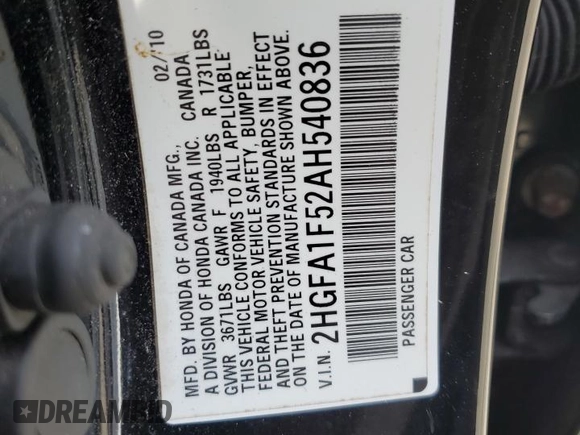 MFD. BY HONDA OF CANADA MFG., 02/10
A DIVISION OF HONDA CANADA INC. CANADA
GVWR 3671LBS GAWR F 1940LBS R 1731LBS
THIS VEHICLE CONFORMS TO ALL APPLICABLE
FEDERAL MOTOR VEHICLE SAFETY, BUMPER,
AND THEFT PREVENTION STANDARDS IN EFFECT
ON THE DATE OF MANUFACTURE SHOWN ABOVE.
V.I.N. 2HGFA1F52AH540836
PASSENGER CAR
DREAMBID